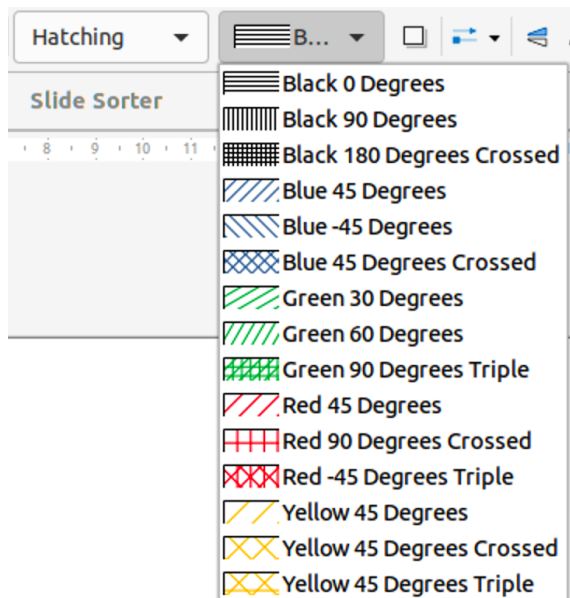 Hatching B...
Slide Sorter
8 9 10 11
Black 0 Degrees
Black 90 Degrees
Black 180 Degrees Crossed
Blue 45 Degrees
Blue -45 Degrees
Blue 45 Degrees Crossed
Green 30 Degrees
Green 60 Degrees
Green 90 Degrees Triple
Red 45 Degrees
Red 90 Degrees Crossed
Red -45 Degrees Triple
Yellow 45 Degrees
Yellow 45 Degrees Crossed
Yellow 45 Degrees Triple